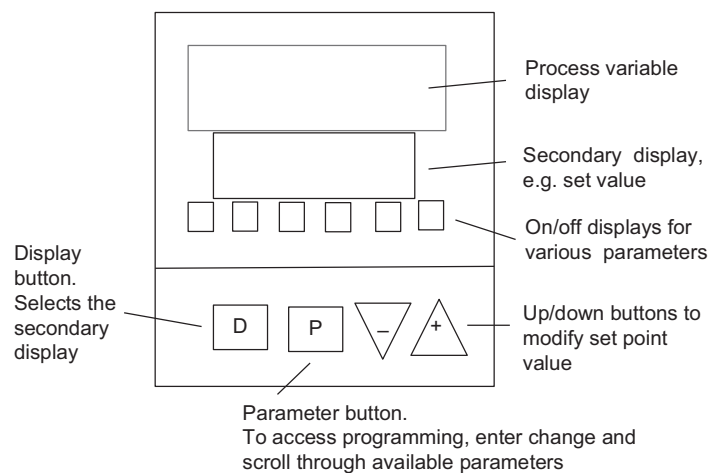 Process variable
display
Secondary display,
e.g. set value
On/off displays for
various parameters
Display
button.
Selects the
secondary
display
D
P
–
+
Up/down buttons to
modify set point
value
Parameter button.
To access programming, enter change and
scroll through available parameters